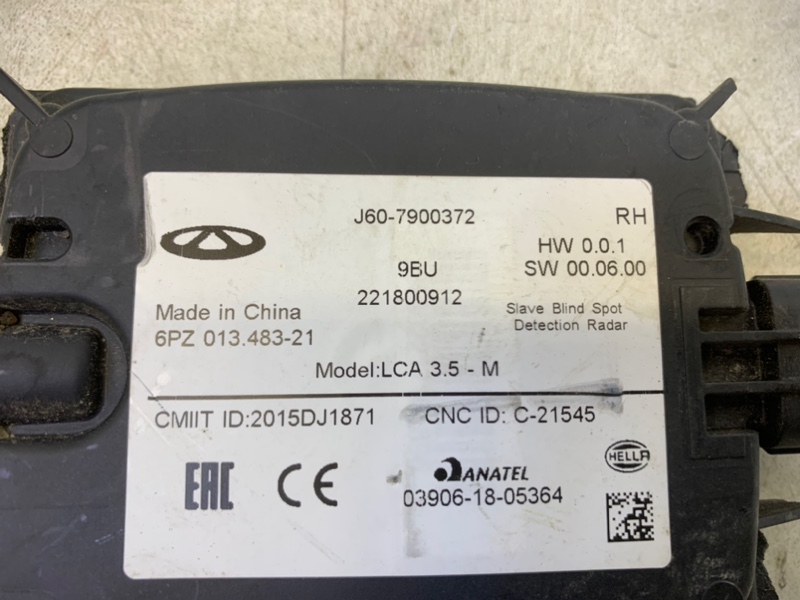 J60-7900372 RH
HW 0.0.1
9BU SW 00.06.00
221800912
Made in China Slave Blind Spot
6PZ 013.483-21 Detection Radar
Model:LCA 3.5 - M
CMIIT ID:2015DJ1871 CNC ID: C-21545
EAC CE ANATEL HELLA
03906-18-05364